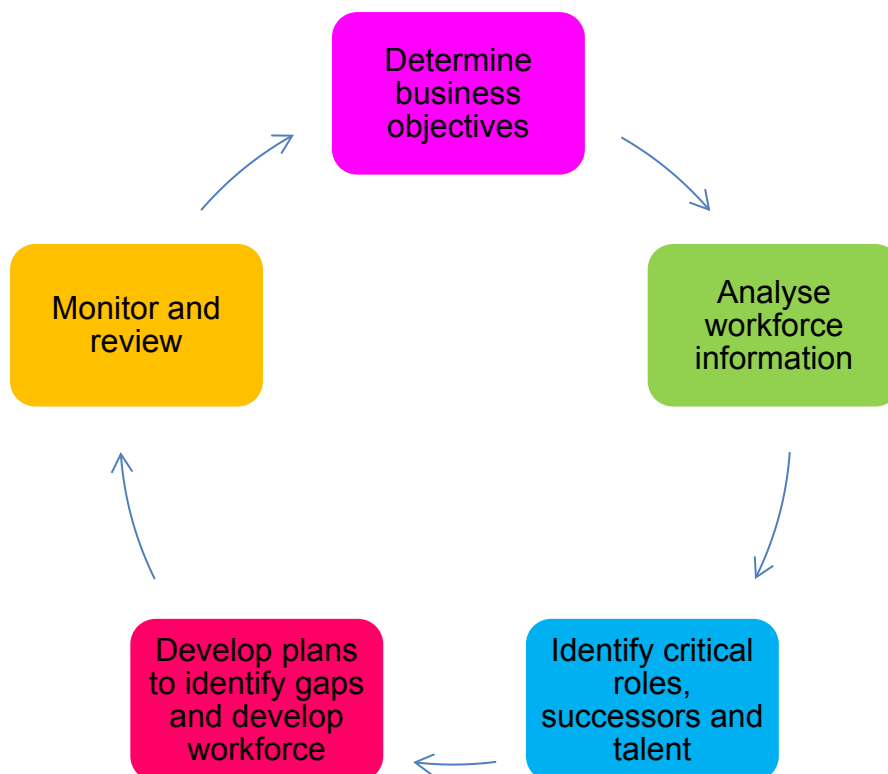 Determine
business
objectives
Analyse
workforce
information
Identify critical
roles,
successors and
talent
Develop plans
to identify gaps
and develop
workforce
Monitor and
review